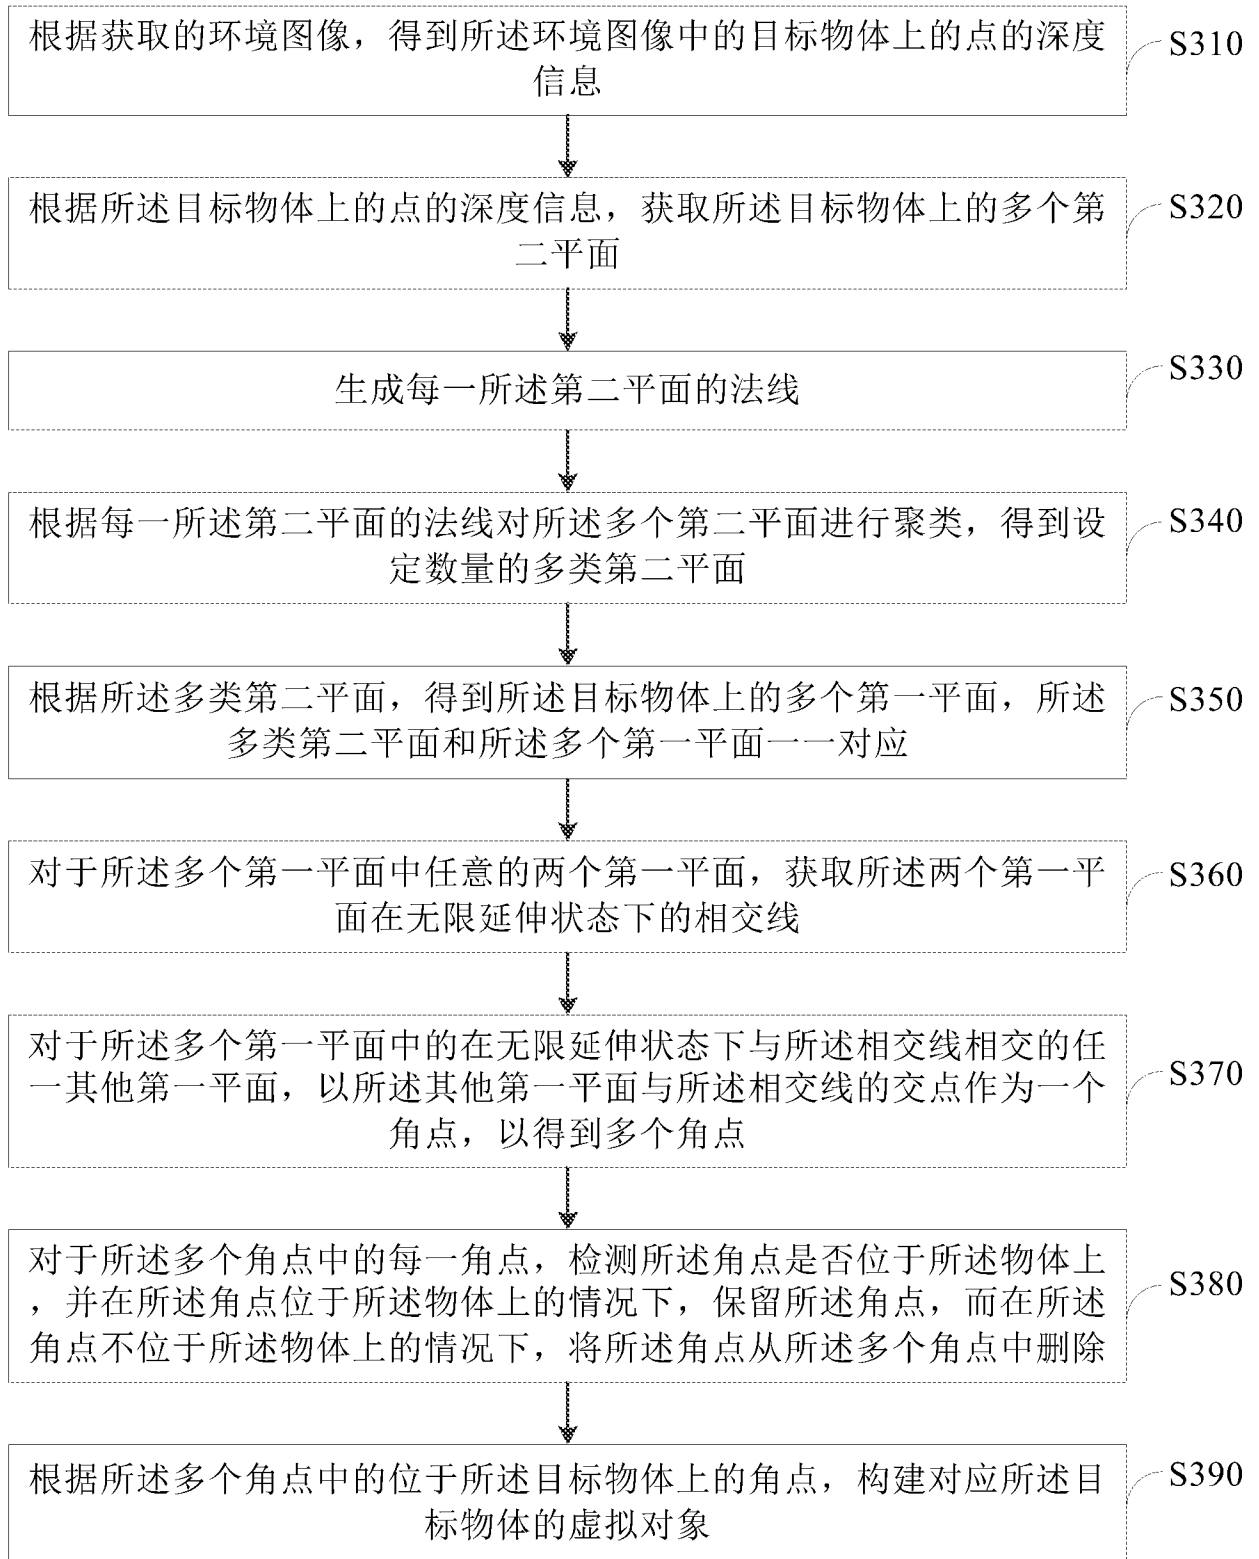 根据获取的环境图像，得到所述环境图像中的目标物体上的点的深度
信息
S310
根据所述目标物体上的点的深度信息，获取所述目标物体上的多个第
二平面
S320
生成每一所述第二平面的法线
S330
根据每一所述第二平面的法线对所述多个第二平面进行聚类，得到设
定数量的多类第二平面
S340
根据所述多类第二平面，得到所述目标物体上的多个第一平面，所述
多类第二平面和所述多个第一平面一一对应
S350
对于所述多个第一平面中任意的两个第一平面，获取所述两个第一平
面在无限延伸状态下的相交线
S360
对于所述多个第一平面中的在无限延伸状态下与所述相交线相交的任
一其他第一平面，以所述其他第一平面与所述相交线的交点作为一个
角点，以得到多个角点
S370
对于所述多个角点中的每一角点，检测所述角点是否位于所述物体上
，并在所述角点位于所述物体上的情况下，保留所述角点，而在所述
角点不位于所述物体上的情况下，将所述角点从所述多个角点中删除
S380
根据所述多个角点中的位于所述目标物体上的角点，构建对应所述目
标物体的虚拟对象
S390